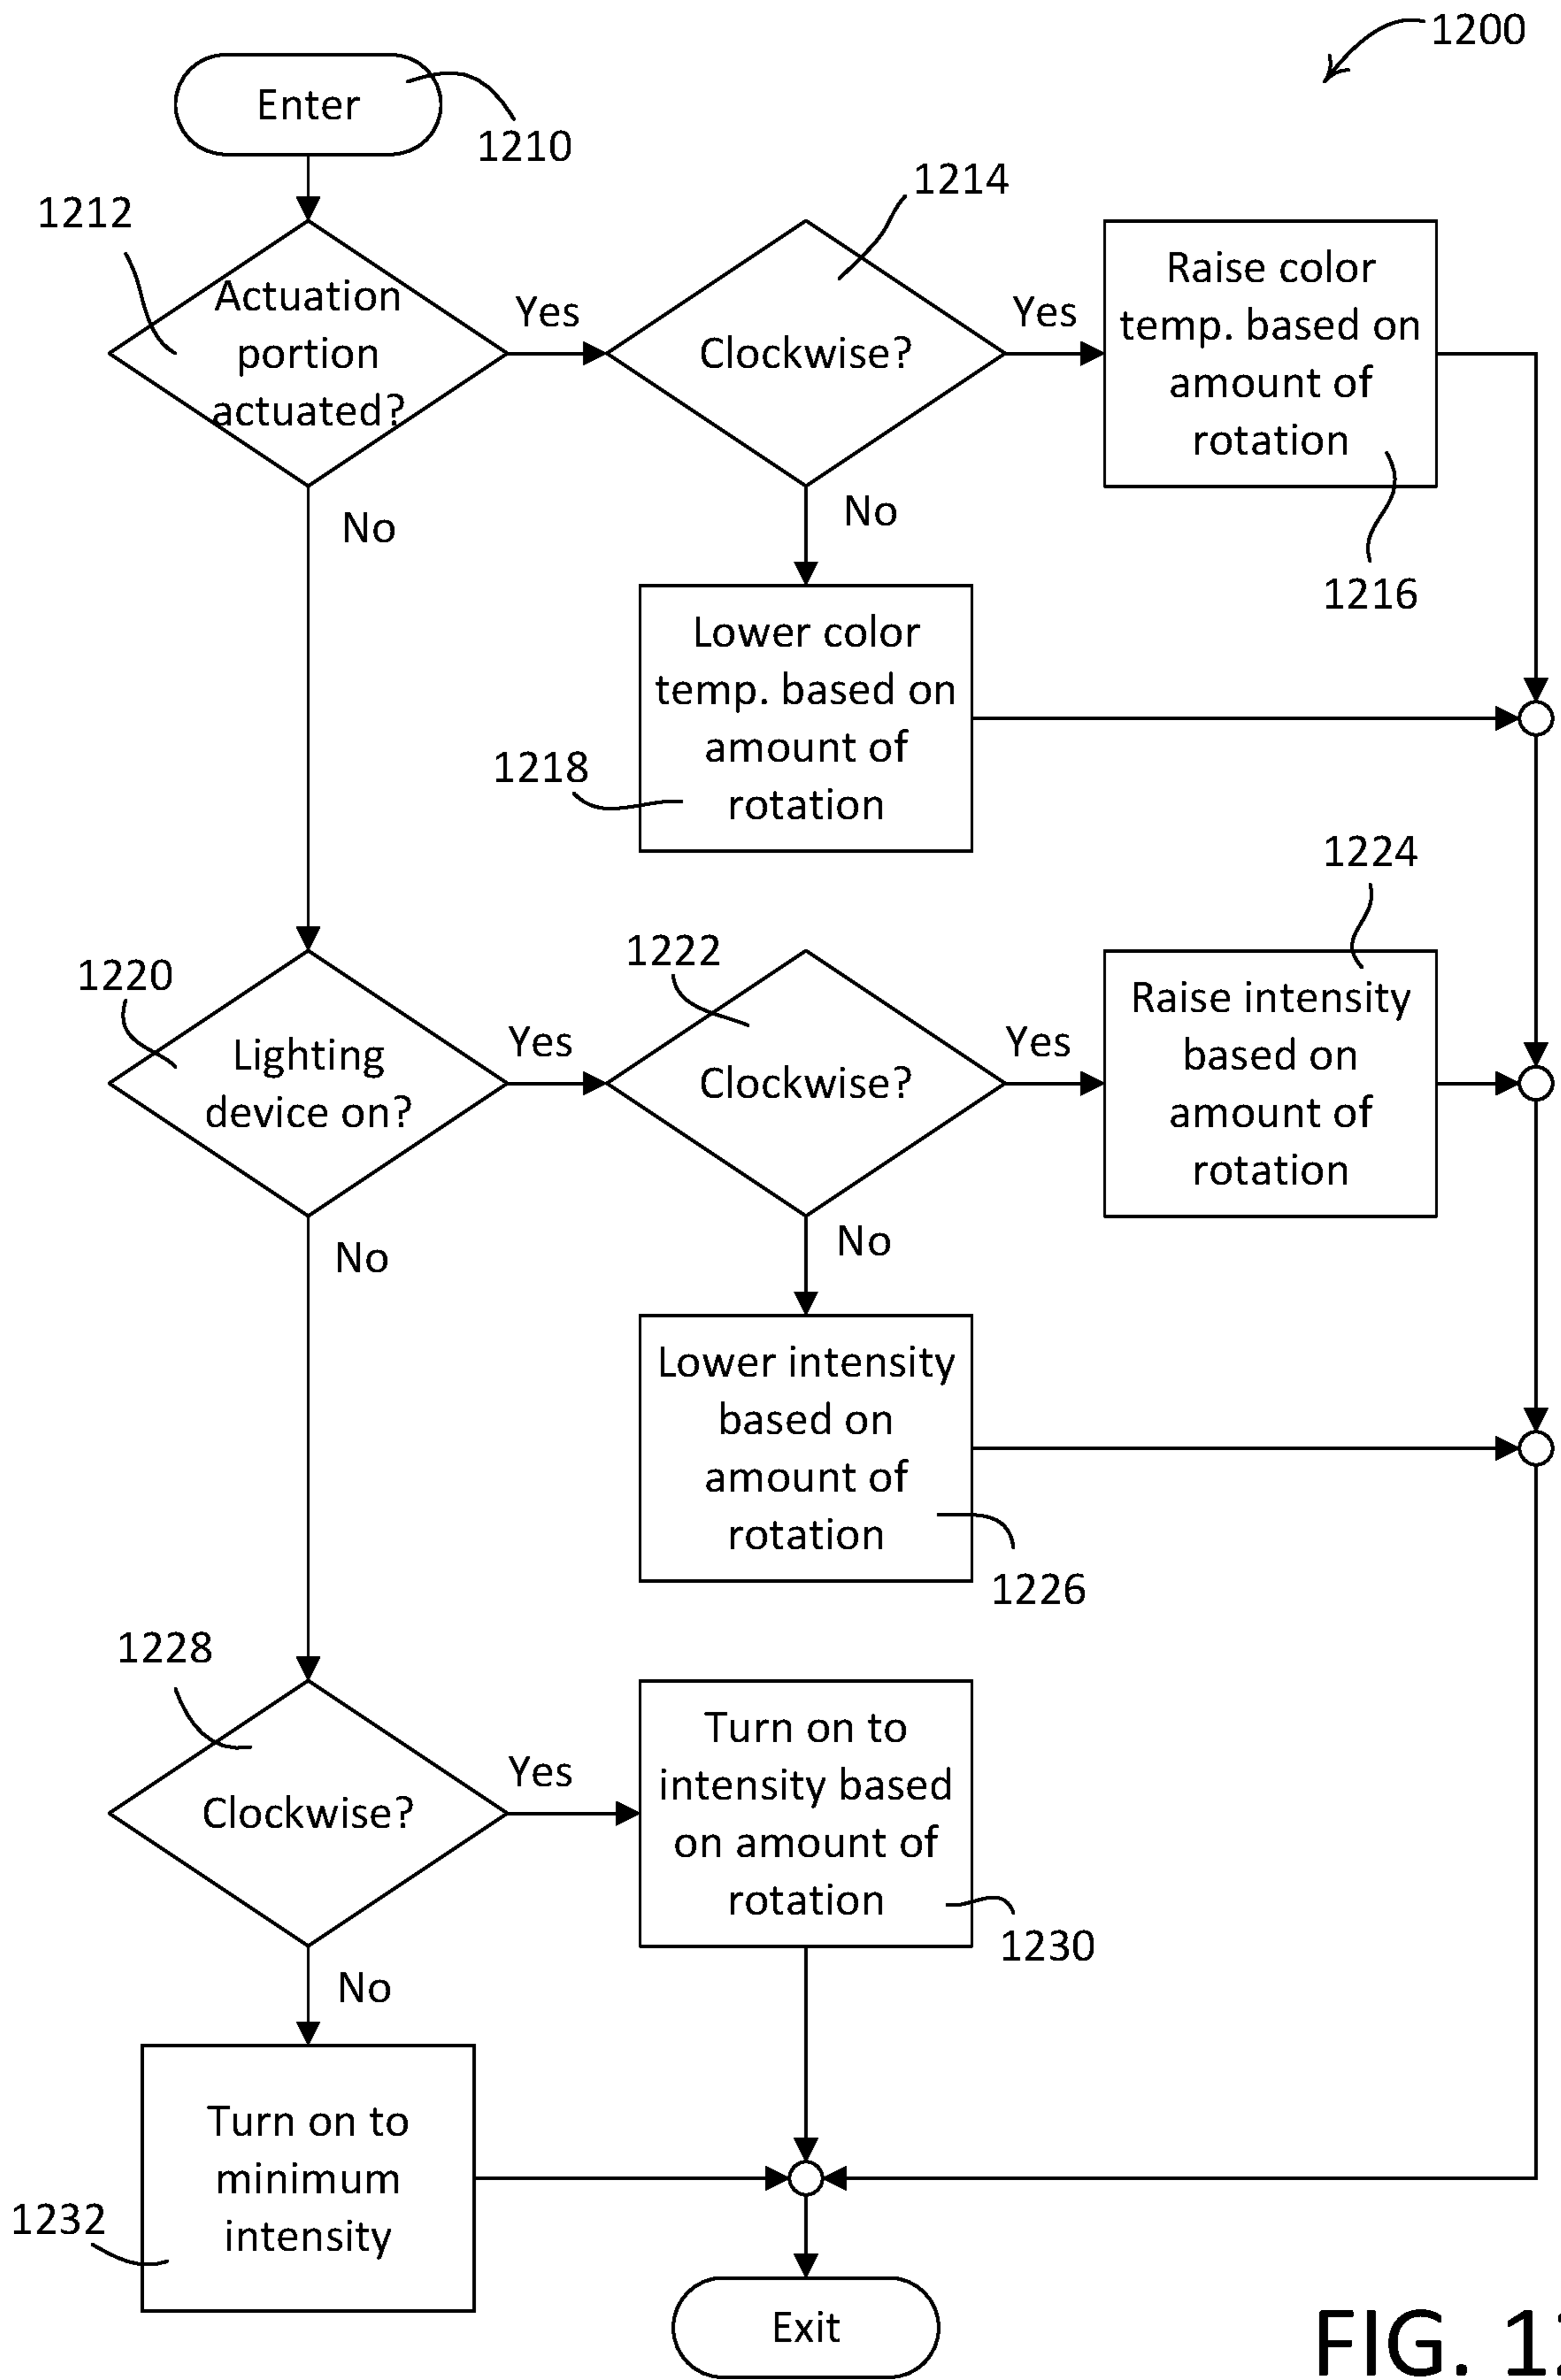 1200
Enter
1210
1212
1214
Actuation
portion
actuated?
Yes
Clockwise?
Yes
Raise color
temp. based on
amount of
rotation
1216
No
No
Lower color
temp. based on
amount of
rotation
1218
1220
1222
1224
Lighting
device on?
Yes
Clockwise?
Yes
Raise intensity
based on
amount of
rotation
No
No
Lower intensity
based on
amount of
rotation
1226
1228
Clockwise?
Yes
Turn on to
intensity based
on amount of
rotation
1230
No
Turn on to
minimum
intensity
1232
Exit
FIG.